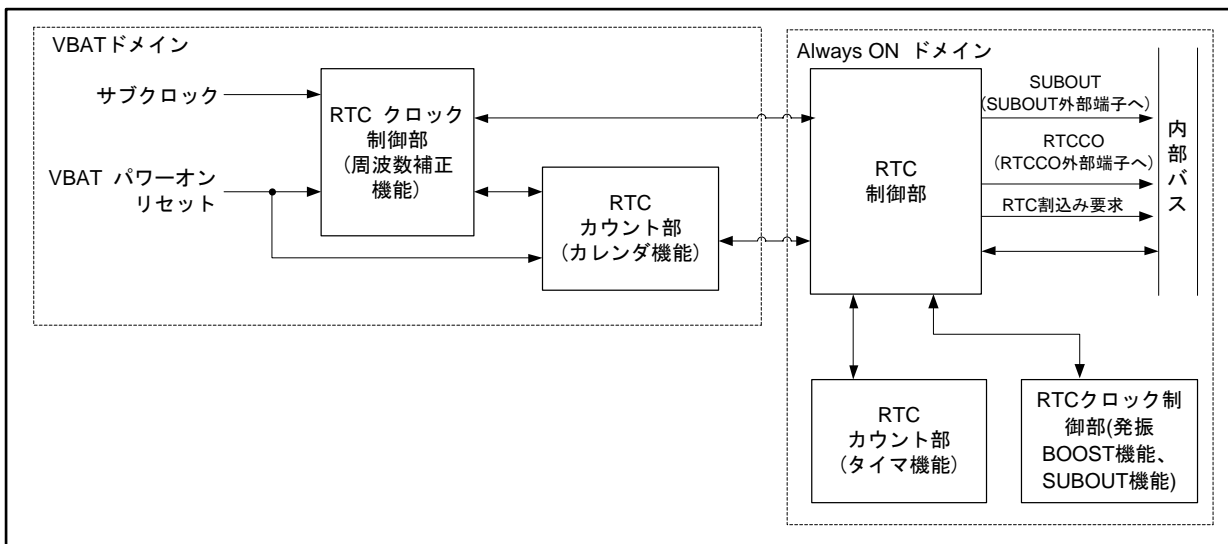 VBATドメイン
サブクロック
VBAT パワーオン
リセット
RTC クロック
制御部
(周波数補正
機能)
RTC
カウント部
(カレンダ機能)
Always ON ドメイン
RTC
制御部
SUBOUT
(SUBOUT外部端子へ)
RTCCO
(RTCCO外部端子へ)
RTC割込み要求
内部バス
RTC
カウント部
(タイマ機能)
RTCクロック制
御部(発振
BOOST機能、
SUBOUT機能)